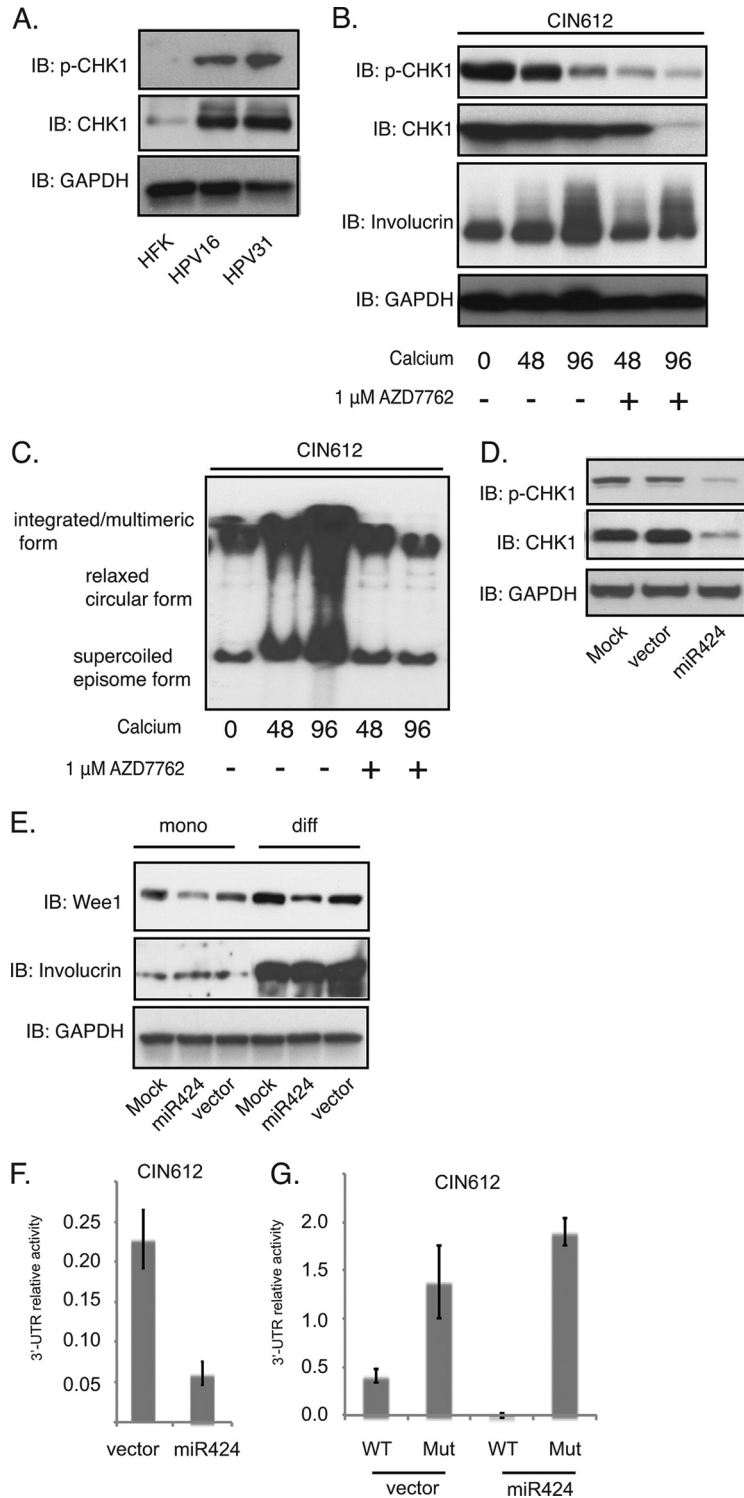 A.
IB: p-CHK1
IB: CHK1
IB: GAPDH
HFK
HPV16
HPV31
B.
CIN612
IB: p-CHK1
IB: CHK1
IB: Involucrin
IB: GAPDH
Calcium 0 48 96 48 96
1 μM AZD7762 - - - + +
C.
CIN612
integrated/multimeric
form
relaxed
circular form
supercoiled
episome form
Calcium 0 48 96 48 96
1 μM AZD7762 - - - + +
D.
IB: p-CHK1
IB: CHK1
IB: GAPDH
Mock
vector
miR424
E.
mono diff
IB: Wee1
IB: Involucrin
IB: GAPDH
Mock
miR424
vector
Mock
miR424
vector
F.
CIN612
3'-UTR relative activity
0.25
0.20
0.15
0.10
0.05
vector miR424
G.
CIN612
3'-UTR relative activity
2.0
1.5
1.0
0.5
0.0
WT Mut WT Mut
vector miR424